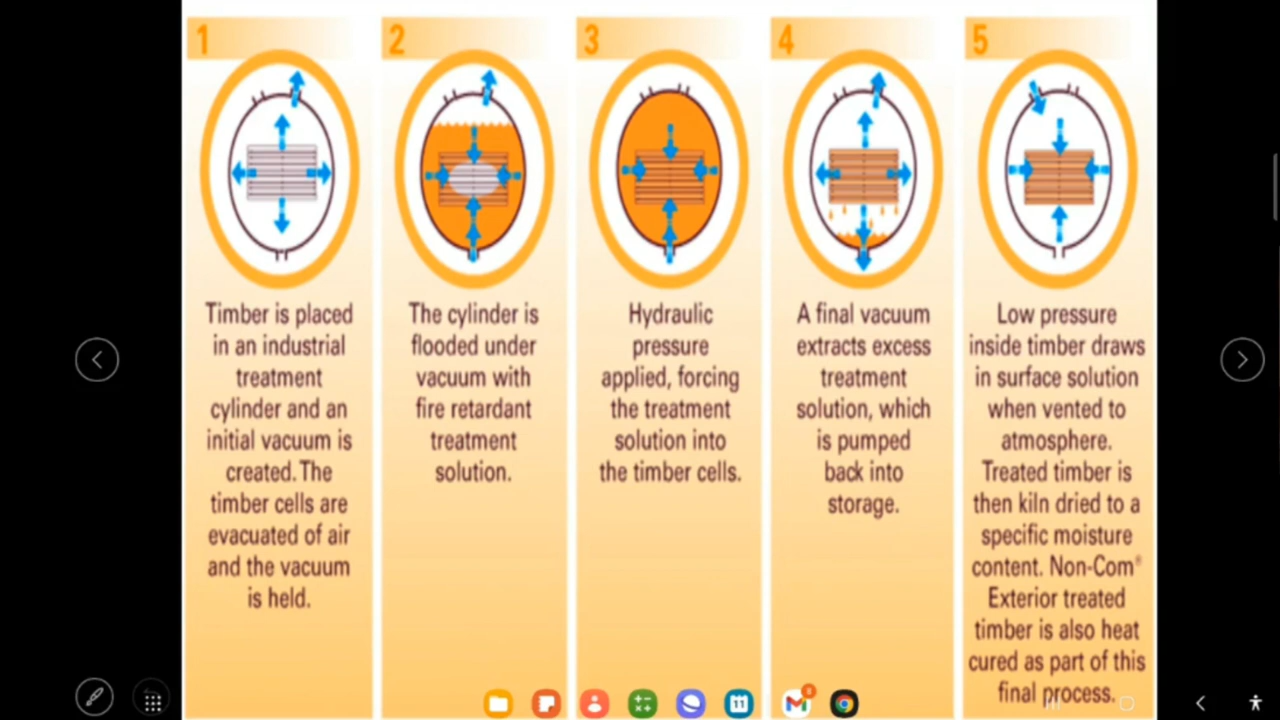 1
Timber is placed
in an industrial
treatment
cylinder and an
initial vacuum is
created. The
timber cells are
evacuated of air
and the vacuum
is held.
2
The cylinder is
flooded under
vacuum with
fire retardant
treatment
solution.
3
Hydraulic
pressure
applied, forcing
the treatment
solution into
the timber cells.
4
A final vacuum
extracts excess
treatment
solution, which
is pumped
back into
storage.
5
Low pressure
inside timber draws
in surface solution
when vented to
atmosphere.
Treated timber is
then kiln dried to a
specific moisture
content. Non-Com®
Exterior treated
timber is also heat
cured as part of this
final process.
11